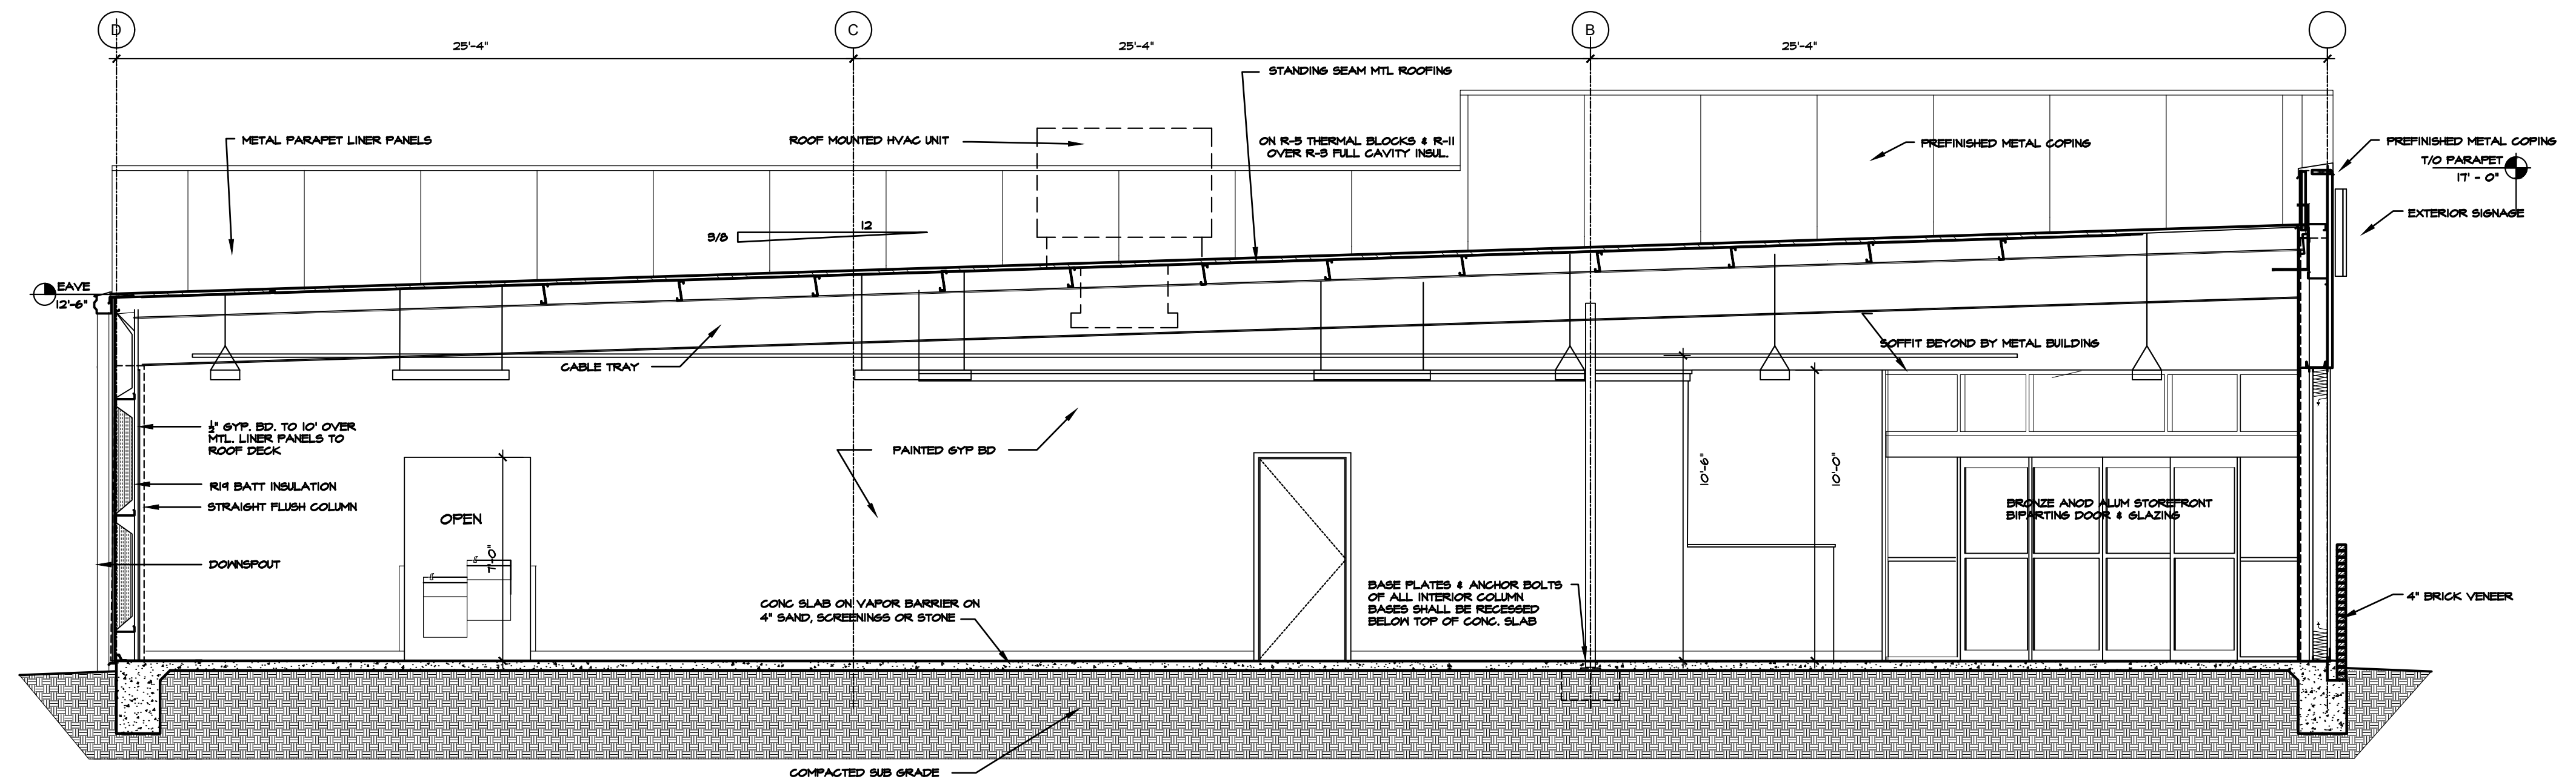 D
C
B
25'-4"
25'-4"
25'-4"
STANDING SEAM MTL ROOFING
METAL PARAPET LINER PANELS
ROOF MOUNTED HVAC UNIT
ON R-5 THERMAL BLOCKS & R-11
OVER R-3 FULL CAVITY INSUL.
PREFINISHED METAL COPING
PREFINISHED METAL COPING
T/O PARAPET
17' - 0"
EXTERIOR SIGNAGE
12
3/8
EAVE
12'-6"
CABLE TRAY
SOFFIT BEYOND BY METAL BUILDING
½" GYP. BD. TO 10' OVER
MTL. LINER PANELS TO
ROOF DECK
PAINTED GYP BD
10'-6"
10'-0"
R19 BATT INSULATION
STRAIGHT FLUSH COLUMN
OPEN
BRONZE ANOD ALUM STOREFRONT
BIPARTING DOOR & GLAZING
7'-0"
DOWNSPOUT
BASE PLATES & ANCHOR BOLTS
OF ALL INTERIOR COLUMN
BASES SHALL BE RECESSED
BELOW TOP OF CONC. SLAB
CONC SLAB ON VAPOR BARRIER ON
4" SAND, SCREENINGS OR STONE
4" BRICK VENEER
COMPACTED SUB GRADE